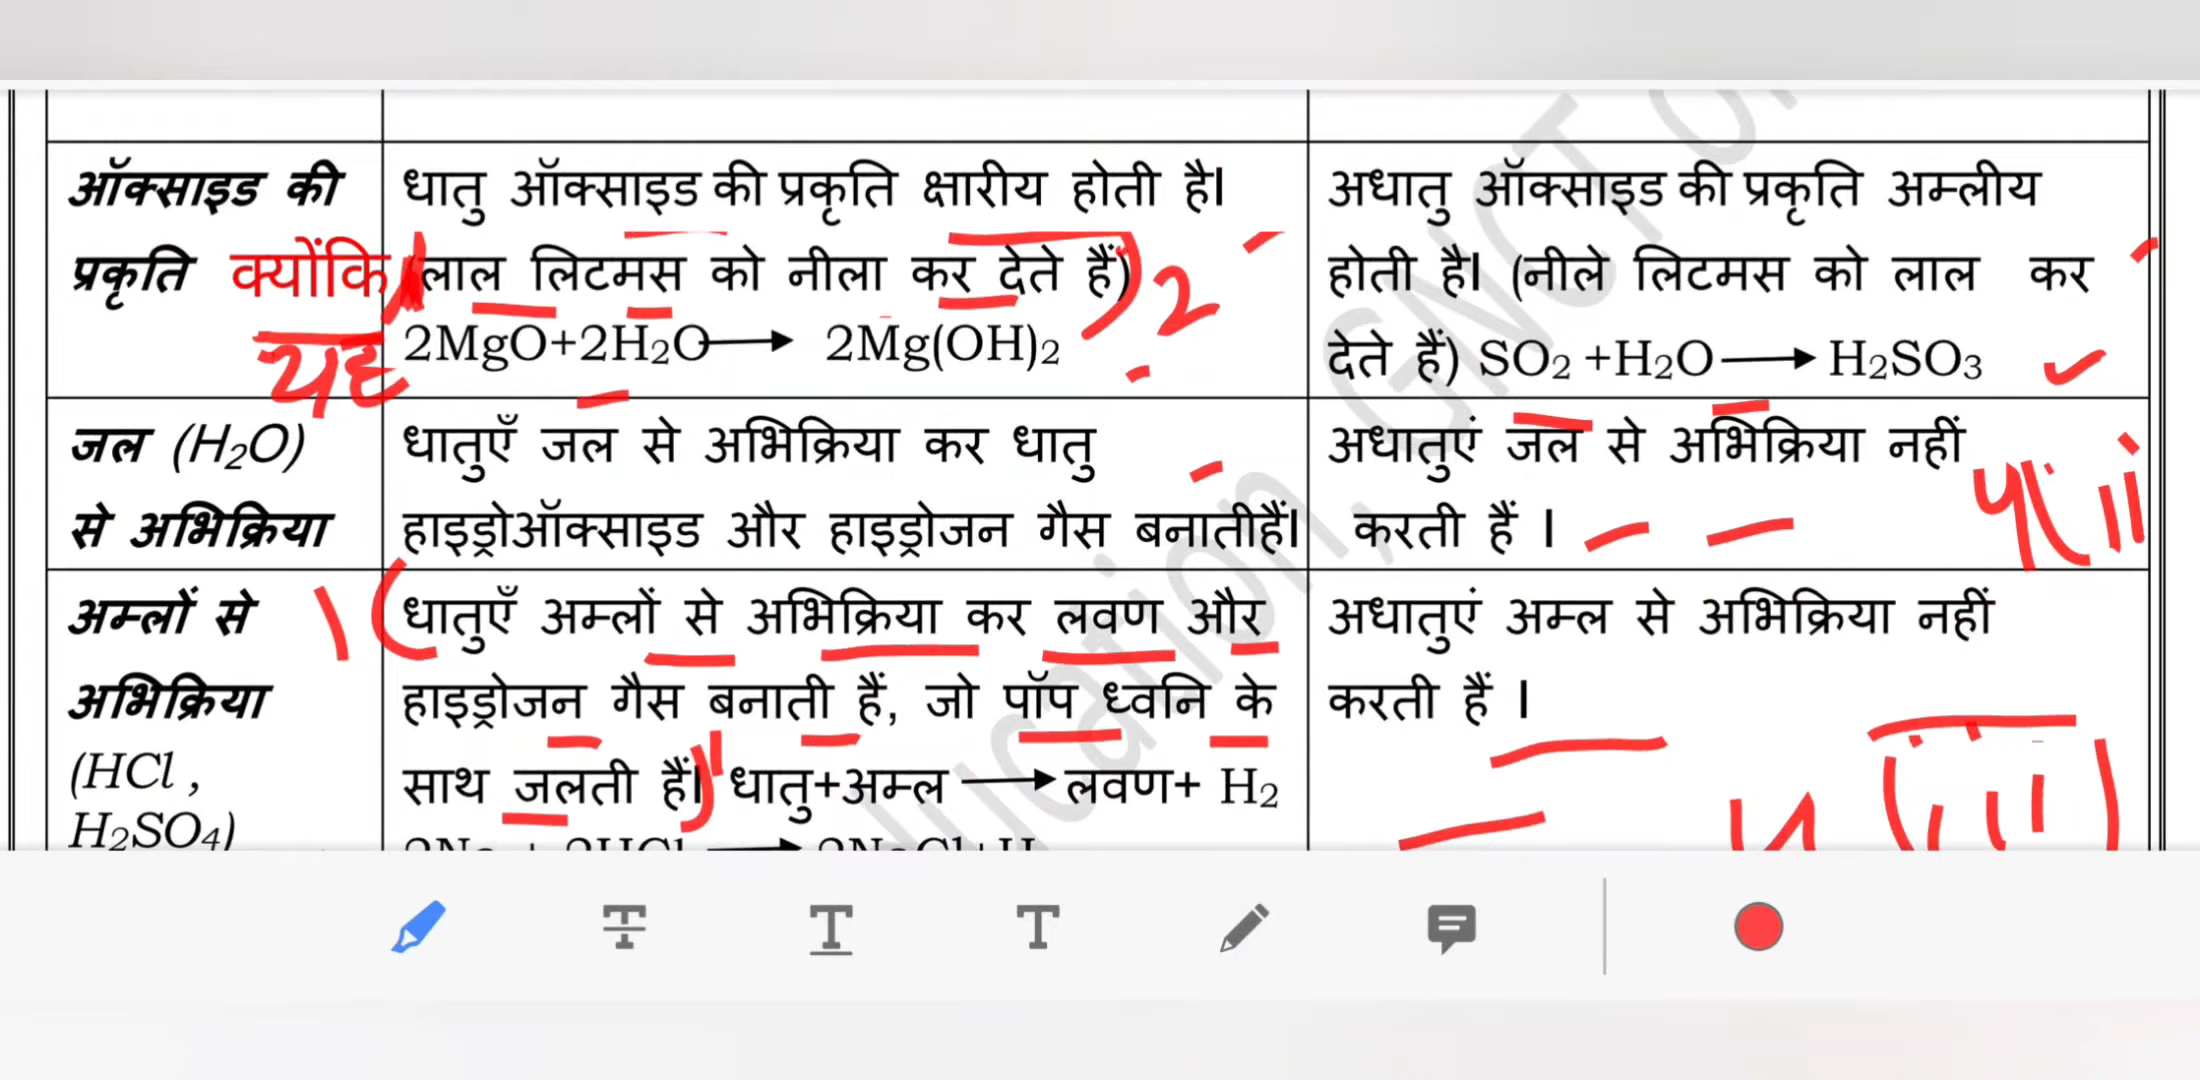 ऑक्साइड की
प्रकृति क्योंकि
यह
धातु ऑक्साइड की प्रकृति क्षारीय होती है।
(लाल लिटमस को नीला कर देते हैं) 2
2MgO+2H₂O⟶ 2Mg(OH)₂
अधातु ऑक्साइड की प्रकृति अम्लीय
होती है। (नीले लिटमस को लाल कर
देते हैं) SO₂ +H₂O⟶H₂SO₃
जल (H₂O)
से अभिक्रिया
धातुएँ जल से अभिक्रिया कर धातु
हाइड्रोऑक्साइड और हाइड्रोजन गैस बनातीहैं।
अधातुएं जल से अभिक्रिया नहीं
करती हैं ।
अम्लों से
अभिक्रिया
(HCl ,
H₂SO₄)
धातुएँ अम्लों से अभिक्रिया कर लवण और
हाइड्रोजन गैस बनाती हैं, जो पॉप ध्वनि के
साथ जलती हैं। धातु+अम्ल ⟶लवण+ H₂
अधातुएं अम्ल से अभिक्रिया नहीं
करती हैं ।